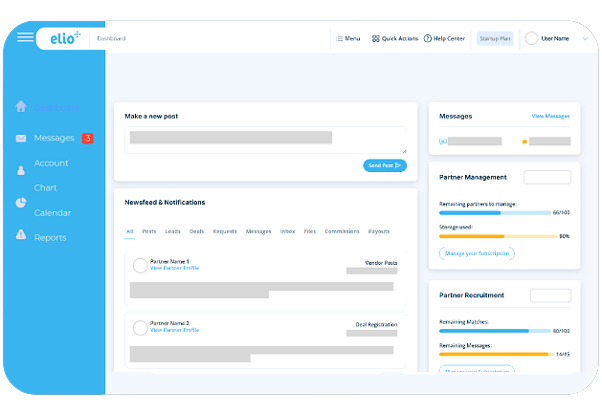 elio
Dashboard
Menu
Quick Actions
Help Center
Startup Plan
User Name
Messages 3
Account
Chart
Calendar
Reports
Make a new post
Send Post
Newsfeed & Notifications
All Posts Leads Deals Requests Messages Inbox Files Commissions Payouts
Partner Name 1
View Partner Profile
Vendor Posts
Partner Name 2
View Partner Profile
Deal Registration
Messages
View Messages
Partner Management
Remaining partners to manage:
66/100
Storage used:
60%
Manage your Subscription
Partner Recruitment
Remaining Matches:
80/100
Remaining Messages:
14/15
Manage your Subscription